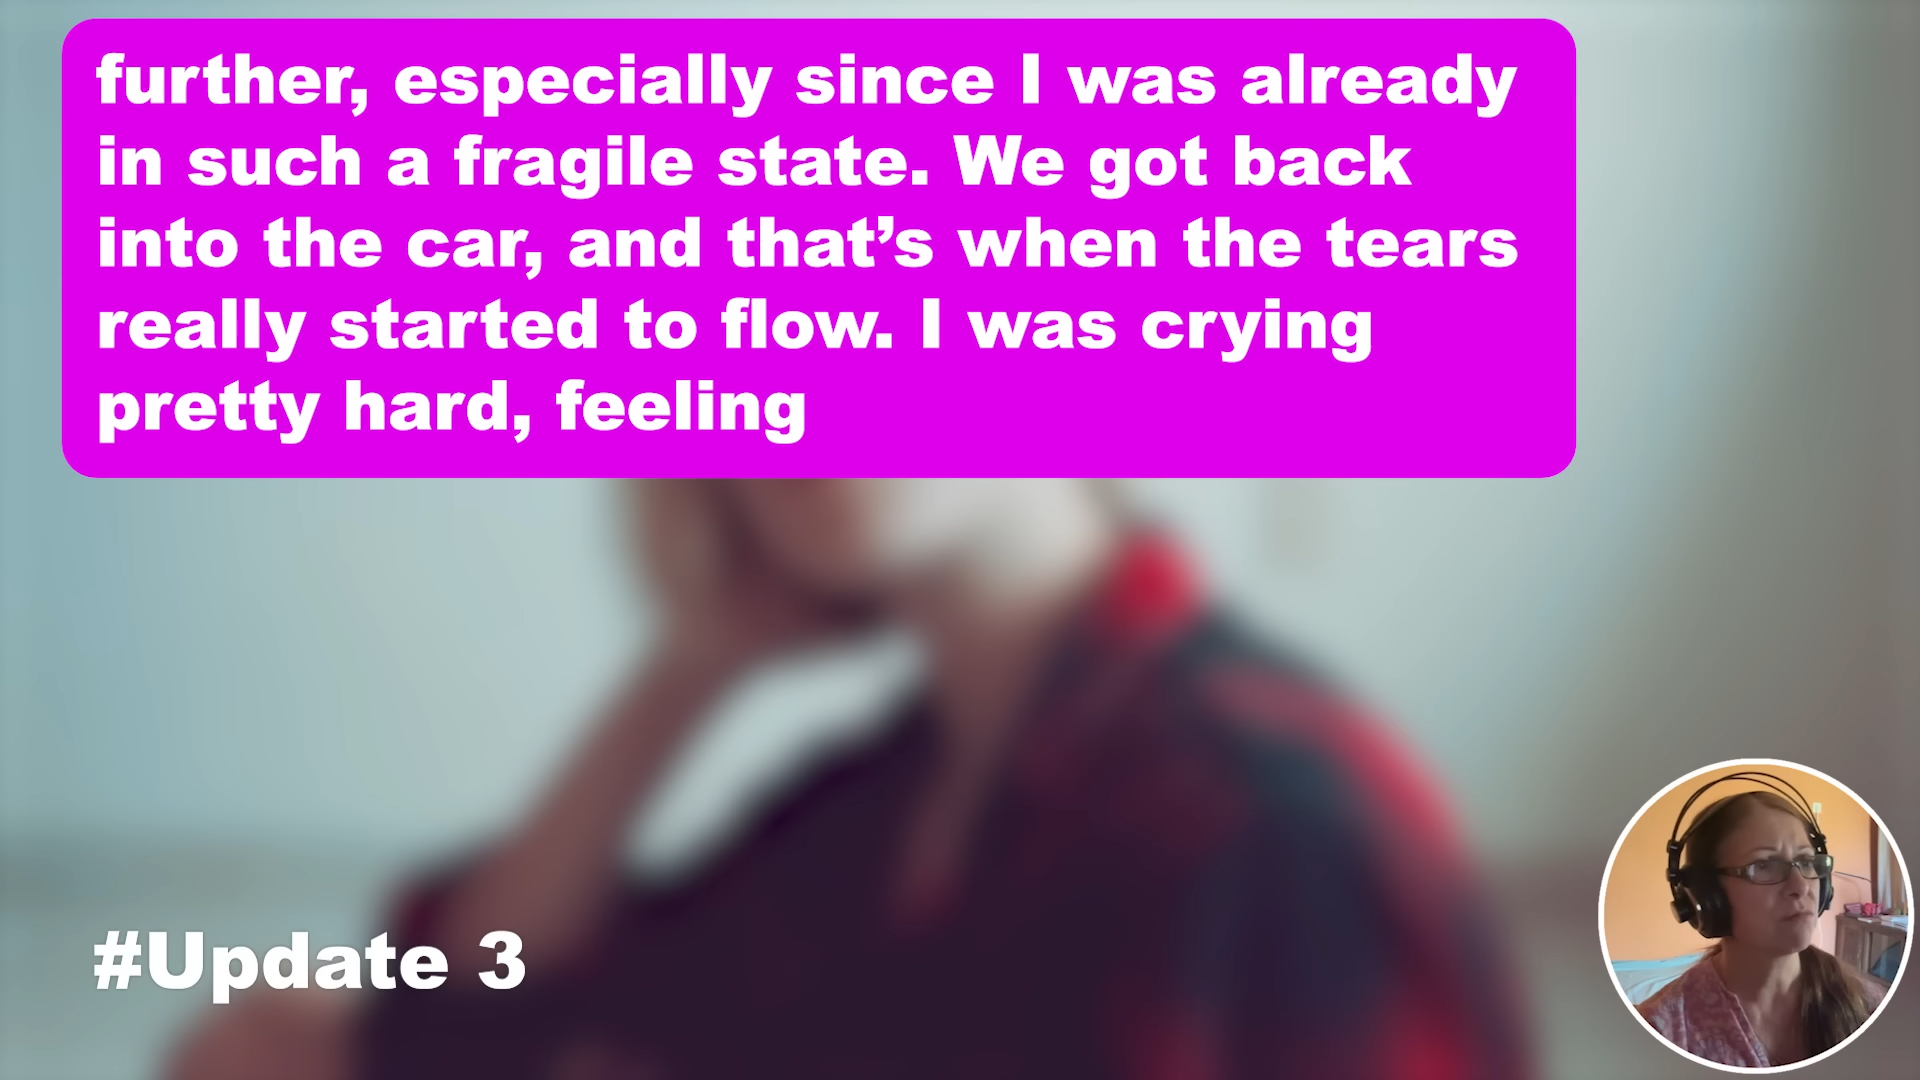 further, especially since I was already
in such a fragile state. We got back
into the car, and that’s when the tears
really started to flow. I was crying
pretty hard, feeling
#Update 3